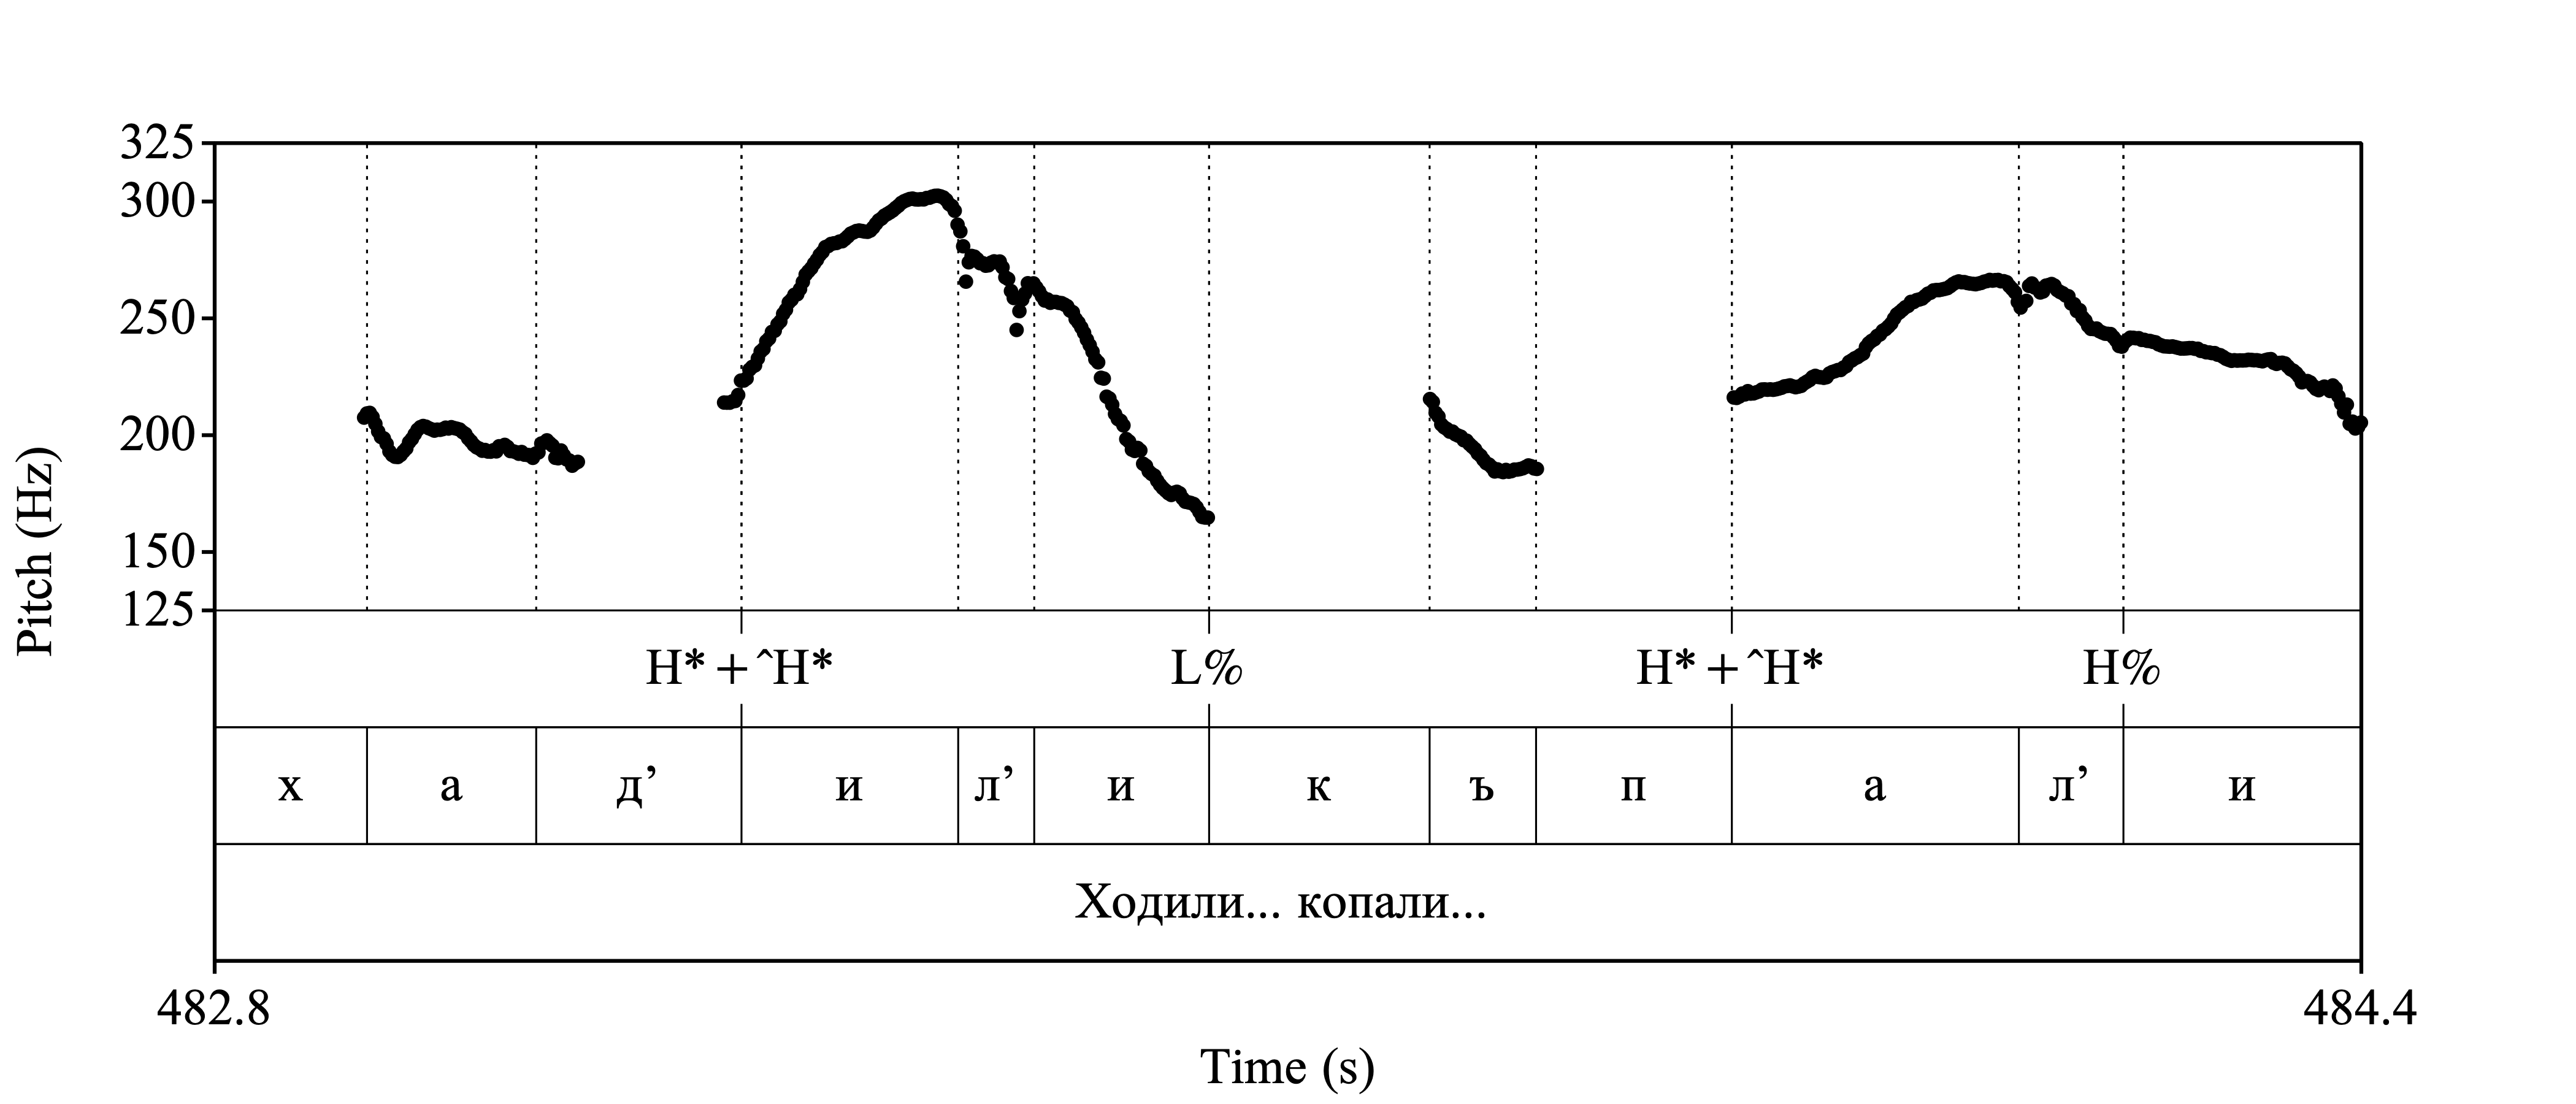 325
300
250
200
150
125
Pitch (Hz)
H* + ˆH* L% H* + ˆH* H%
х а д’ и л’ и к ъ п а л’ и
Ходили... копали...
482.8 484.4
Time (s)